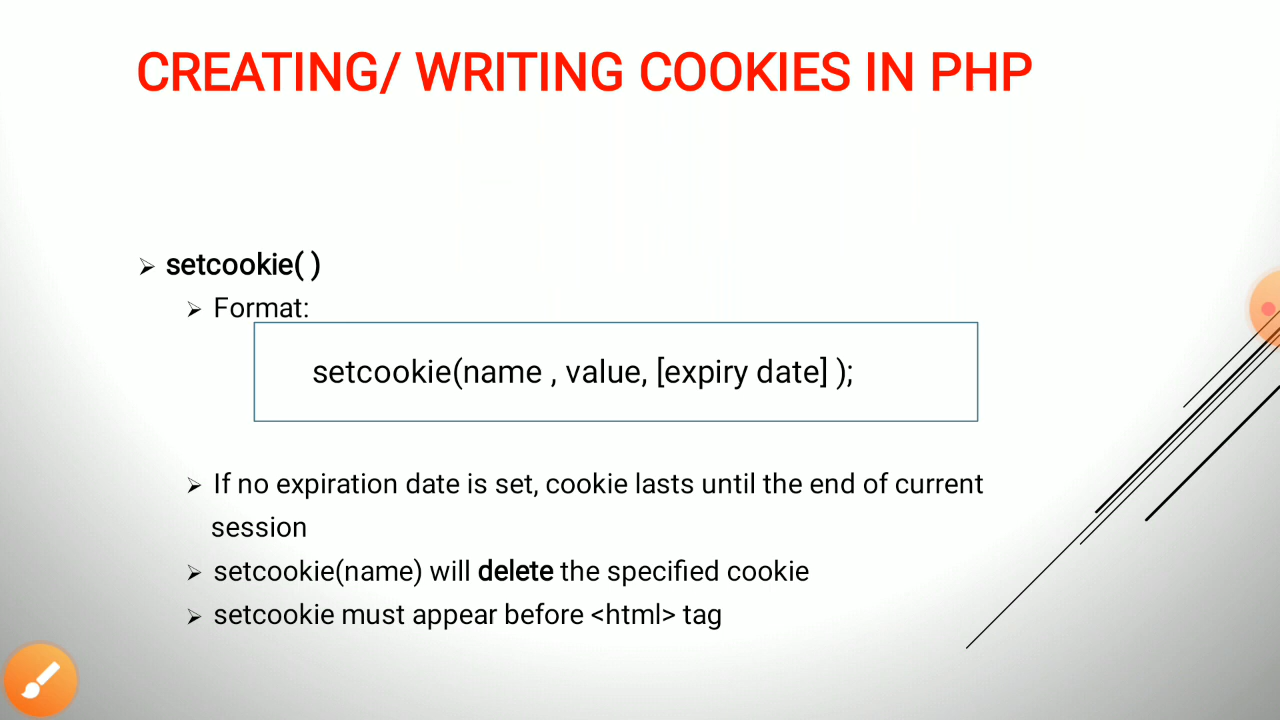 CREATING/ WRITING COOKIES IN PHP
setcookie( )
Format:
setcookie(name , value, [expiry date] );
If no expiration date is set, cookie lasts until the end of current
session
setcookie(name) will delete the specified cookie
setcookie must appear before <html> tag